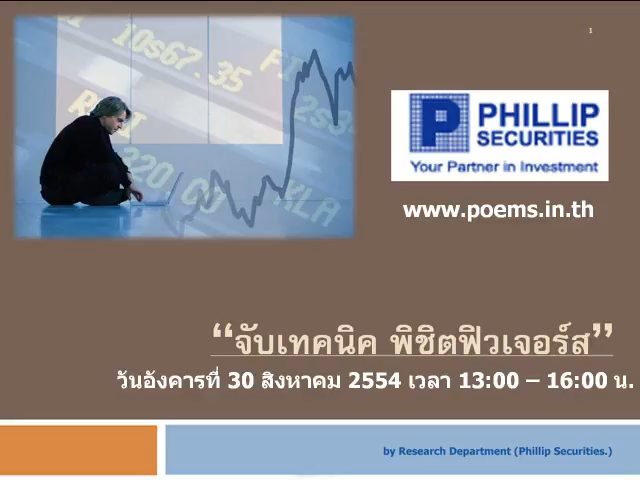 1
10s67.35
PHILLIP
SECURITIES
Your Partner in Investment
www.poems.in.th
“จับเทคนิค พิชิตฟิวเจอร์ส”
วันอังคารที่ 30 สิงหาคม 2554 เวลา 13:00 – 16:00 น.
by Research Department (Phillip Securities.)